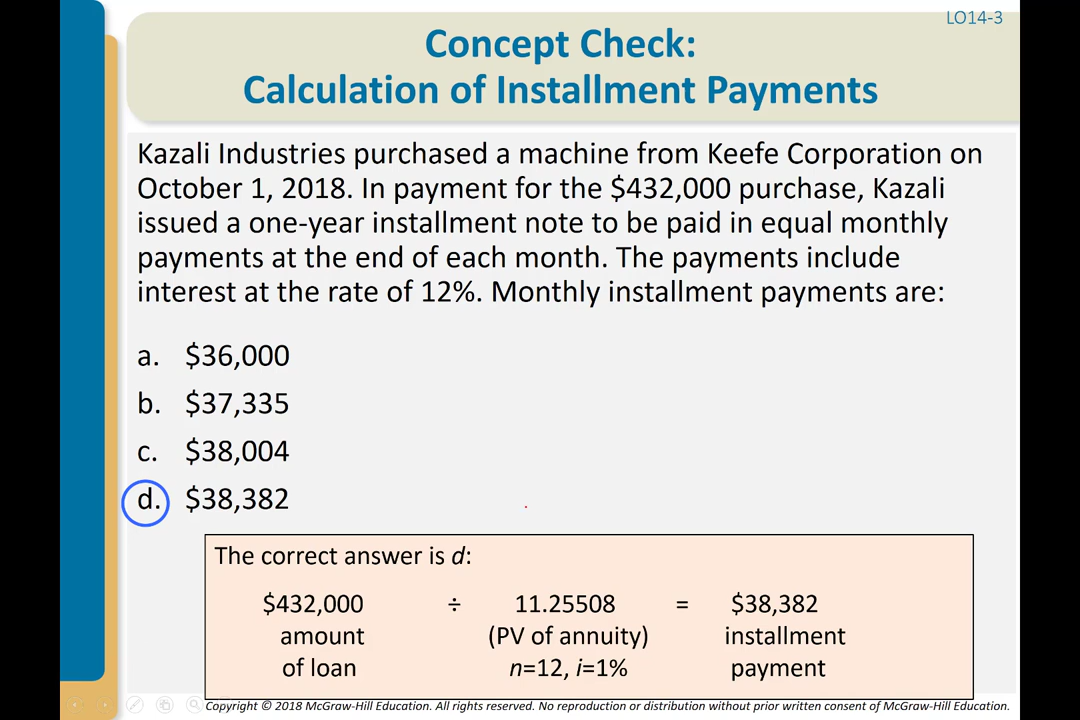 LO14-3
Concept Check:
Calculation of Installment Payments
Kazali Industries purchased a machine from Keefe Corporation on
October 1, 2018. In payment for the $432,000 purchase, Kazali
issued a one-year installment note to be paid in equal monthly
payments at the end of each month. The payments include
interest at the rate of 12%. Monthly installment payments are:
a. $36,000
b. $37,335
c. $38,004
d. $38,382
The correct answer is d:
$432,000 ÷ 11.25508 = $38,382
amount (PV of annuity) installment
of loan n=12, i=1% payment
Copyright © 2018 McGraw-Hill Education. All rights reserved. No reproduction or distribution without prior written consent of McGraw-Hill Education.